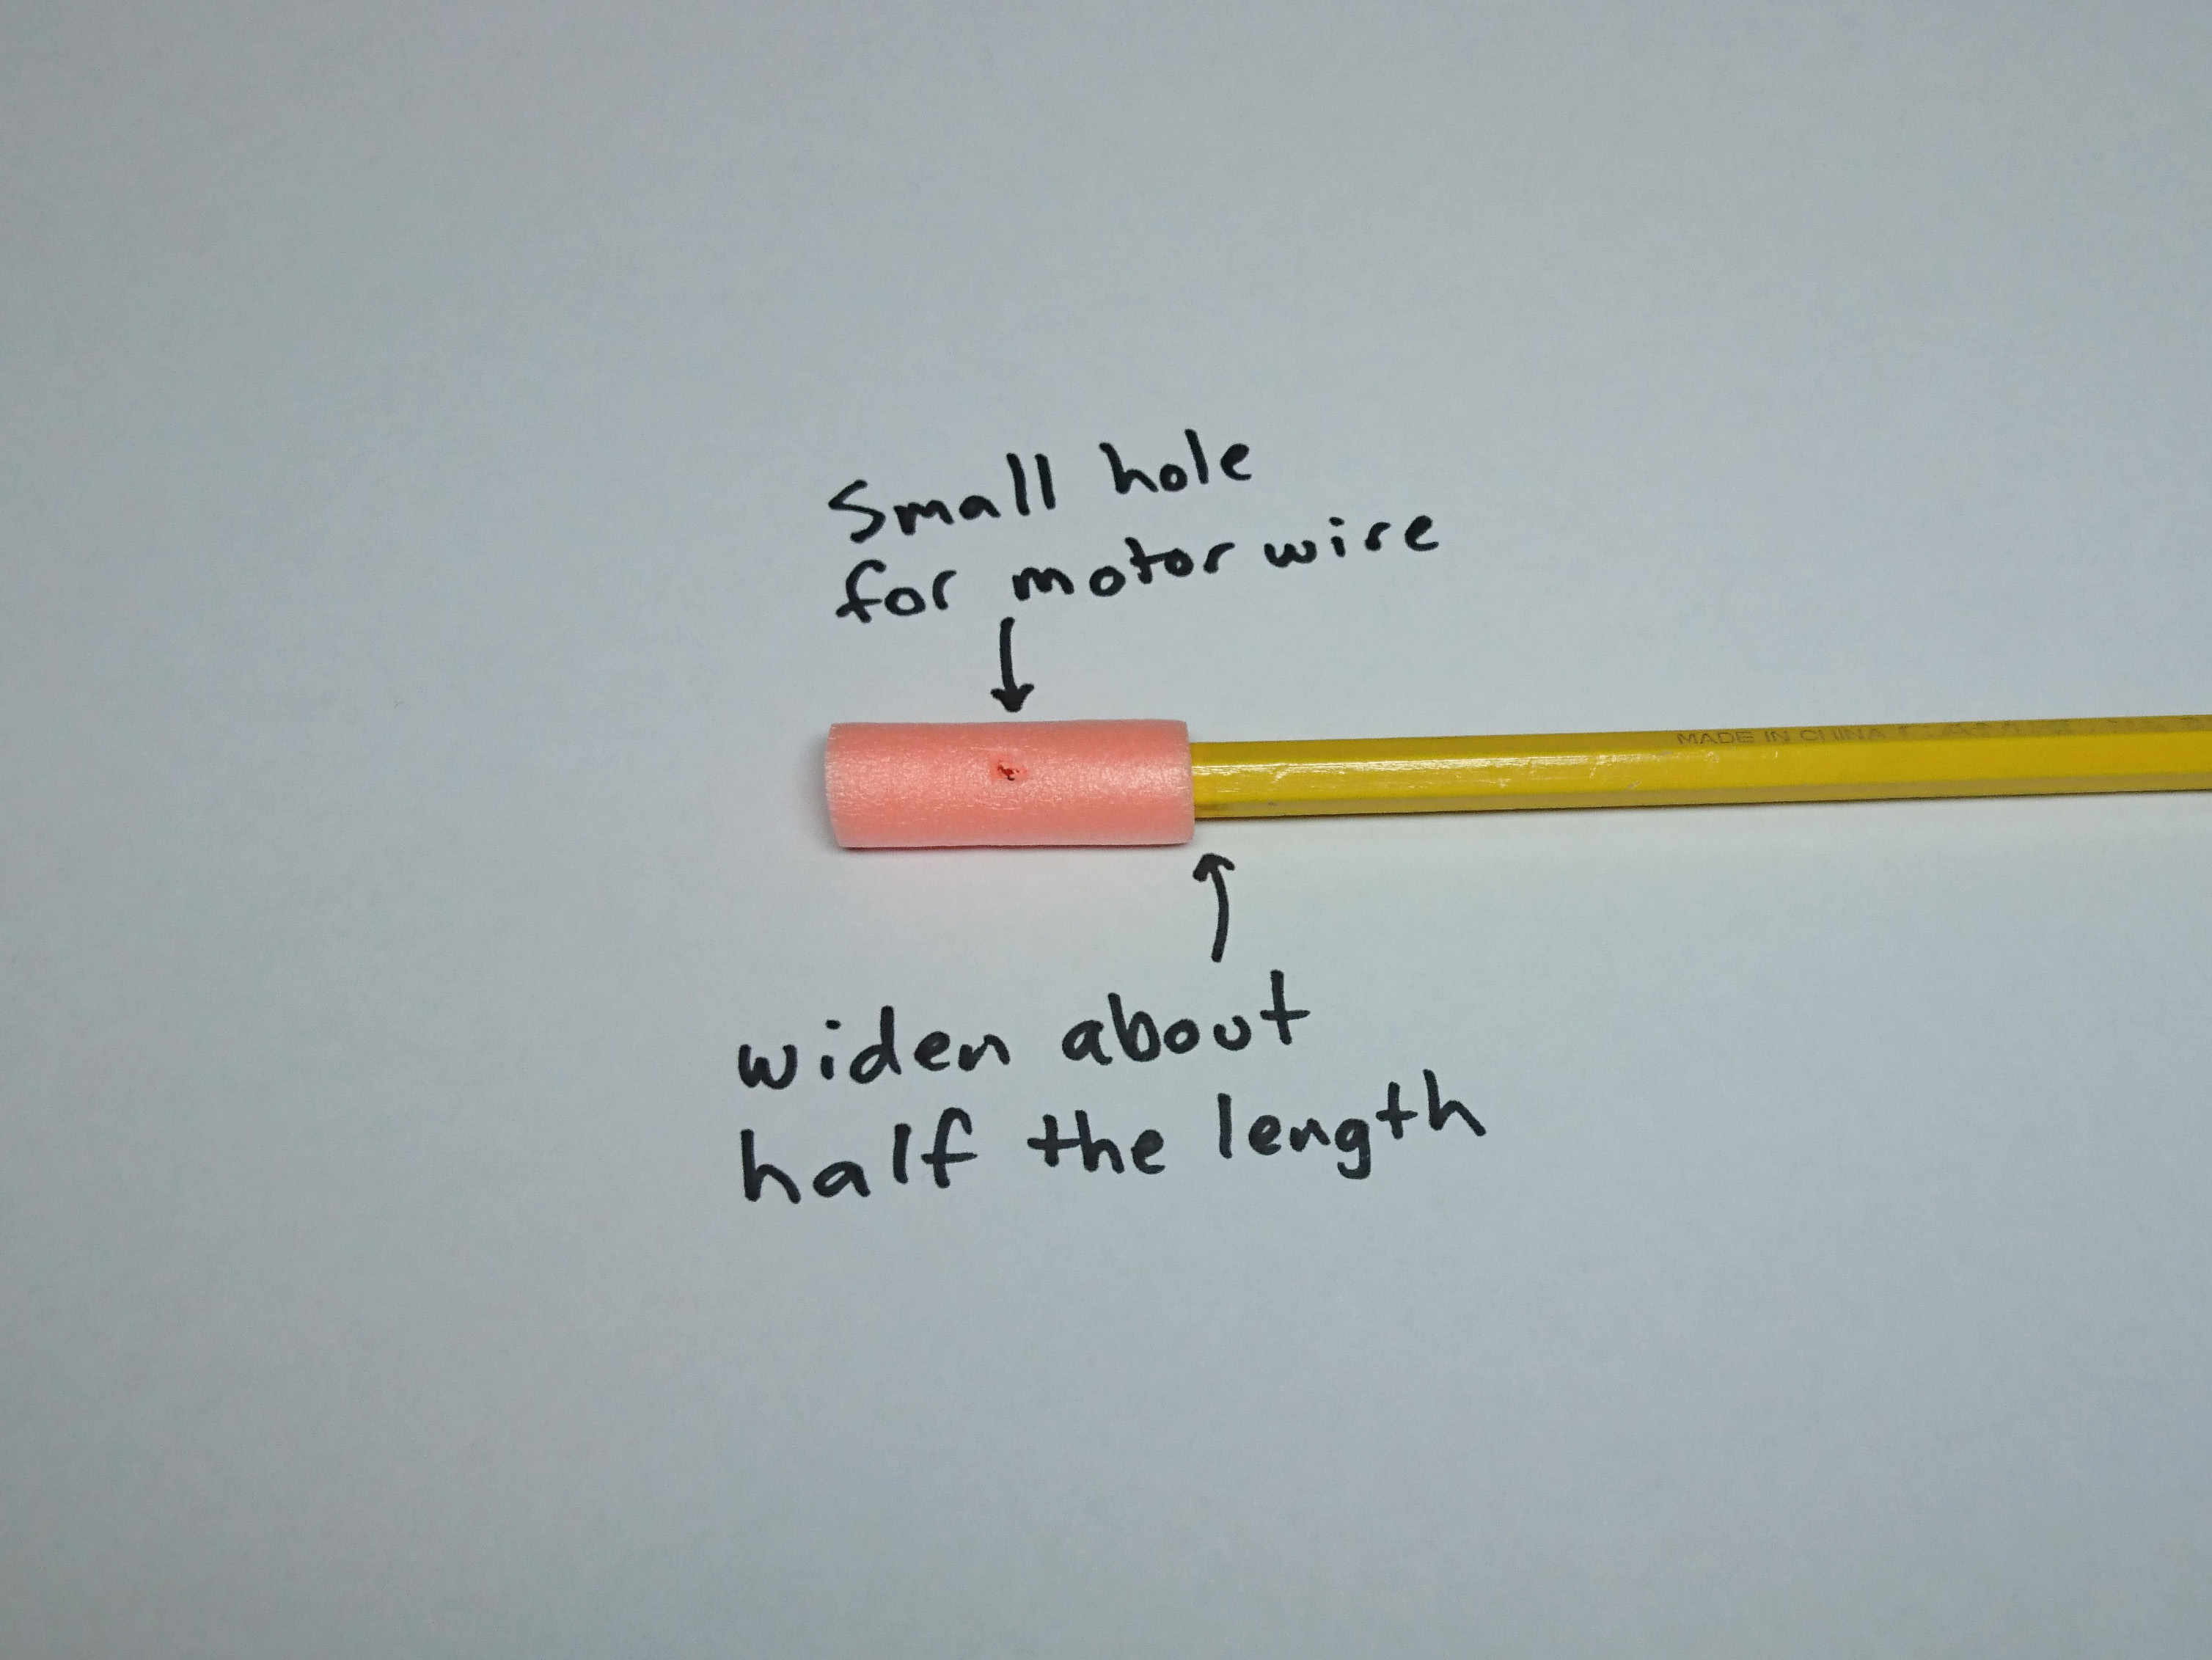 Small hole
for motor wire
MADE IN CHINA
widen about
half the length